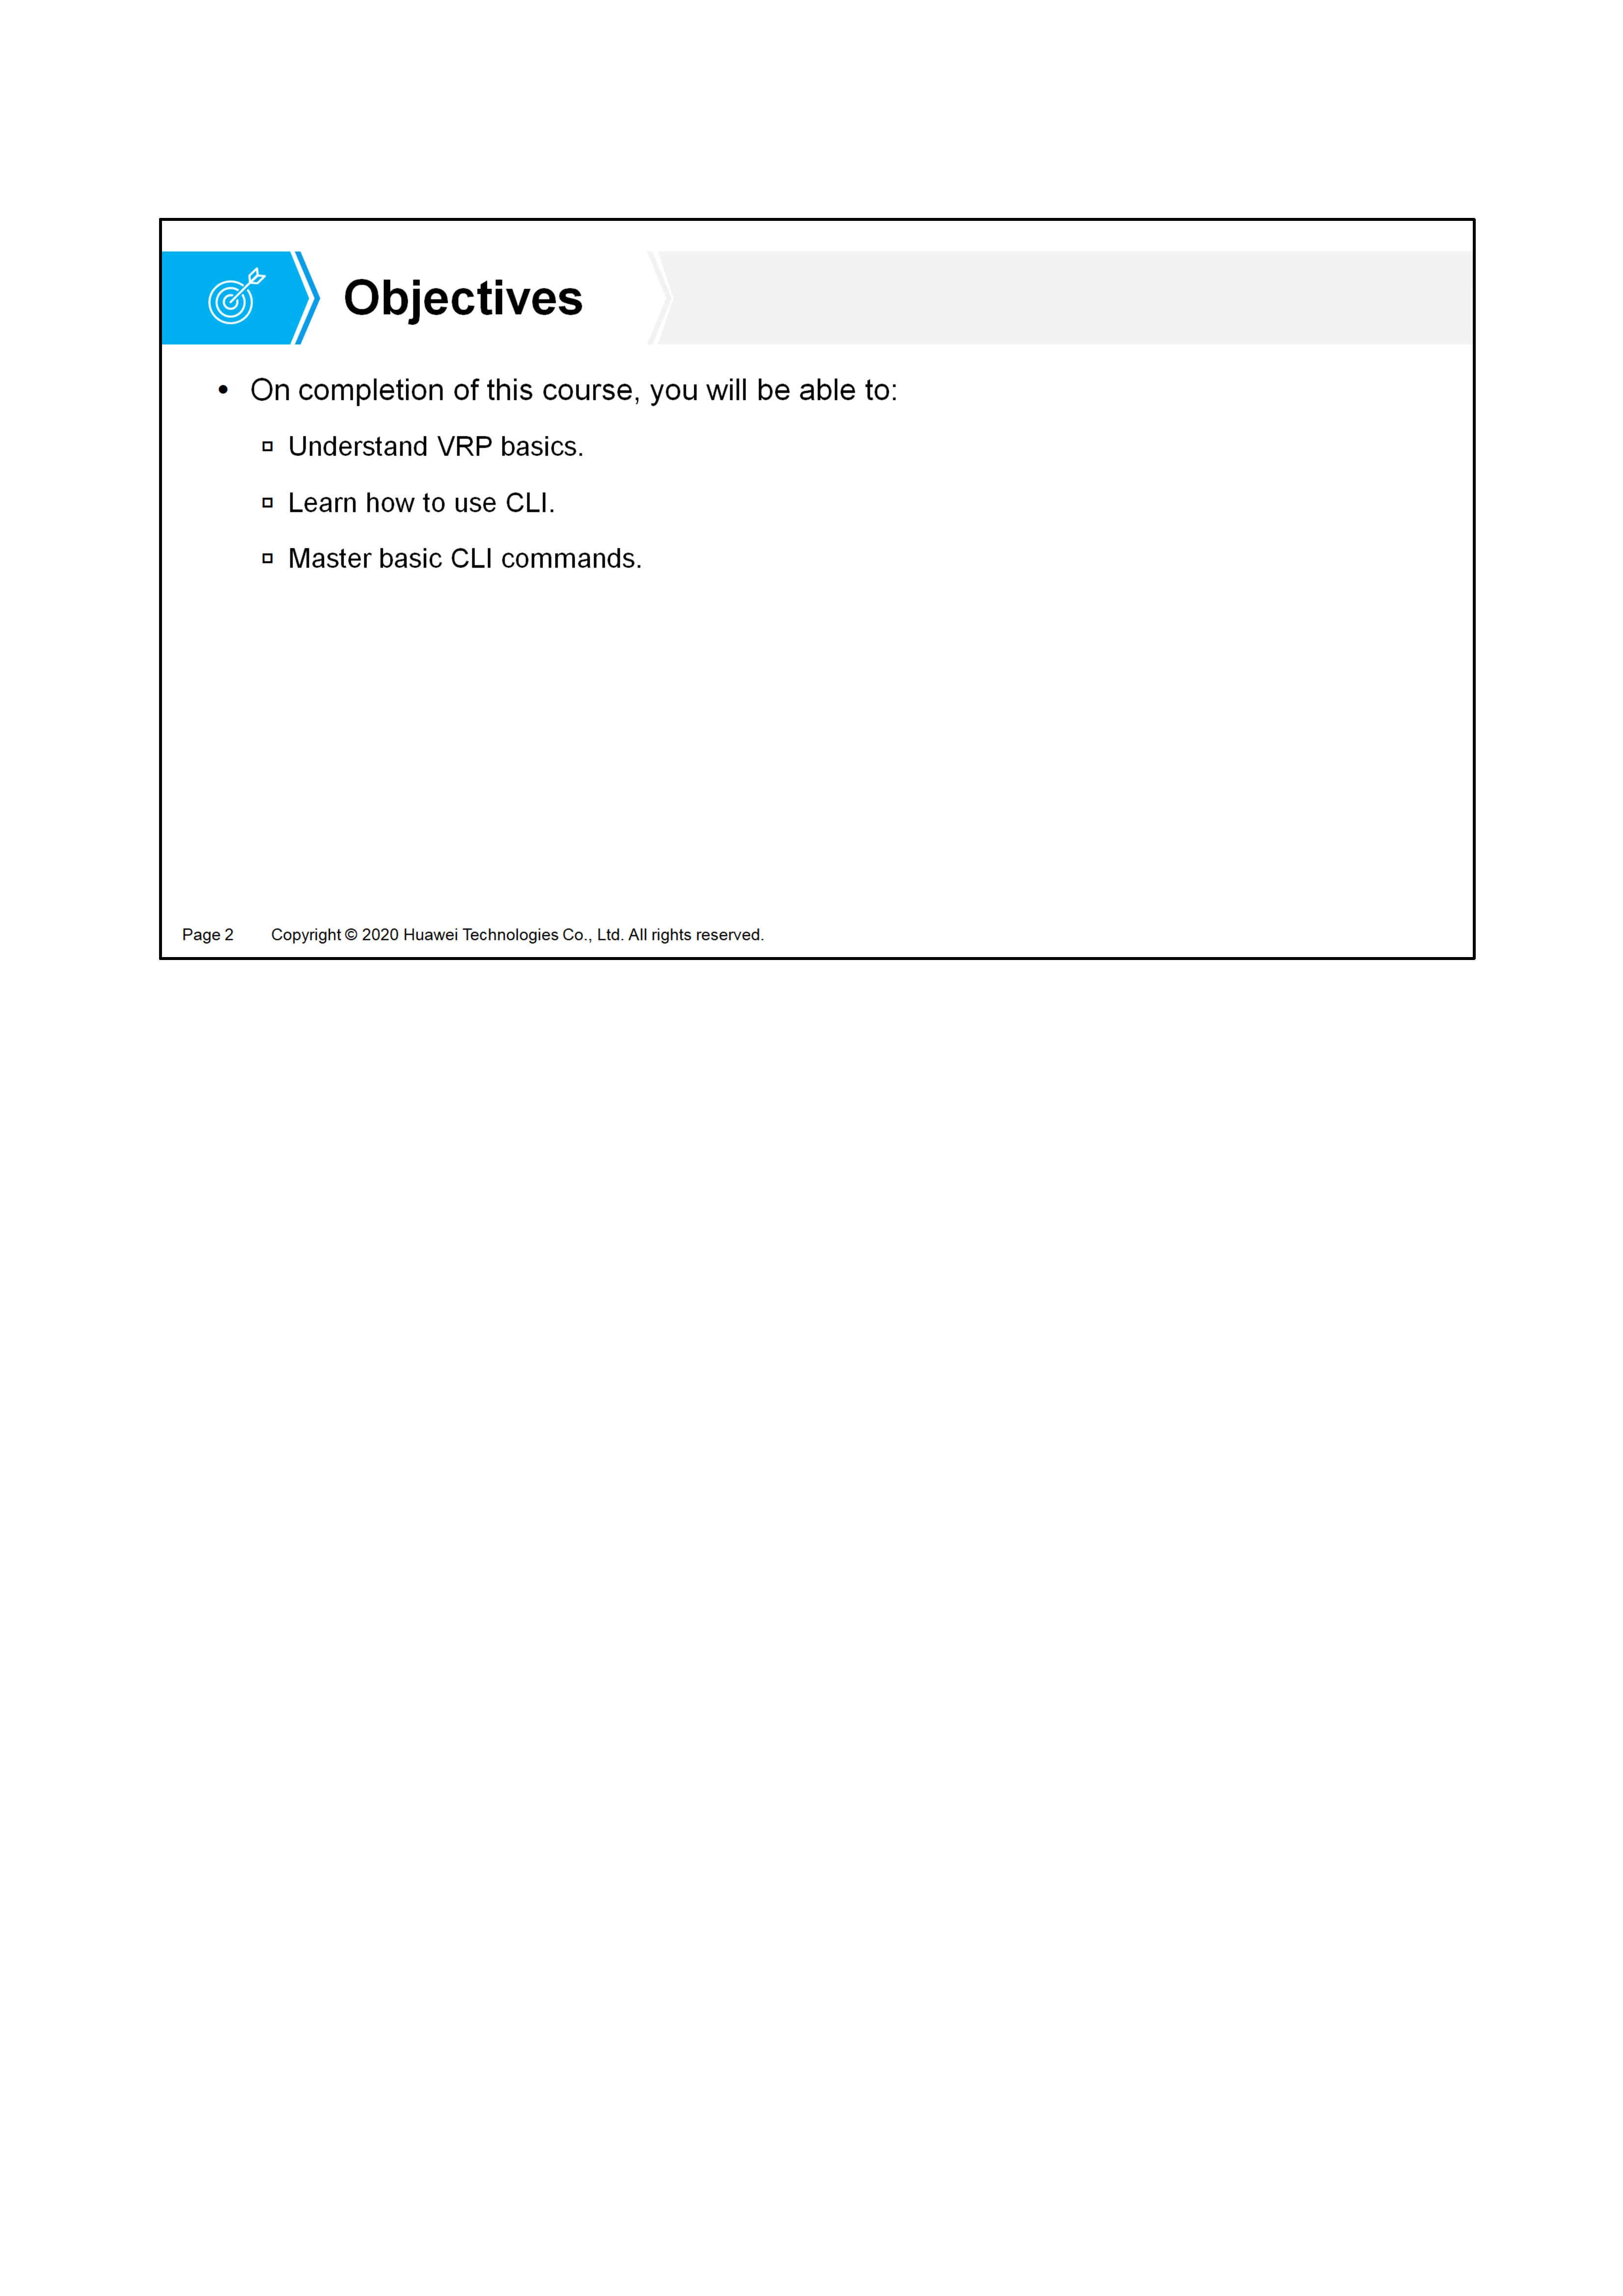 Objectives
• On completion of this course, you will be able to:
▫ Understand VRP basics.
▫ Learn how to use CLI.
▫ Master basic CLI commands.
Page 2 Copyright © 2020 Huawei Technologies Co., Ltd. All rights reserved.